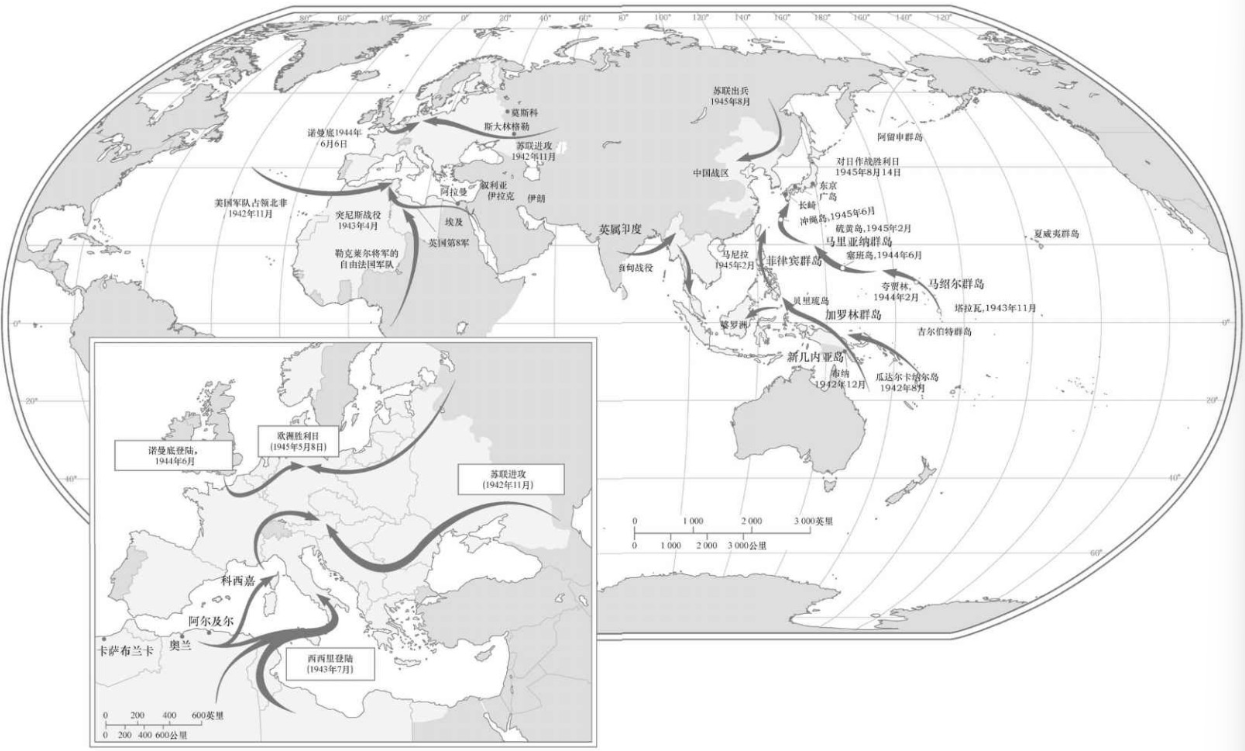 100°
80°
60°
40°
20°
0°
20°
40°
60°
80°
100°
120°
140°
160°
180°
160°
140°
120°
苏联出兵
1945年8月
莫斯科
斯大林格勒
诺曼底1944年
6月6日
苏联进攻
1942年11月
阿留申群岛
对日作战胜利日
1945年8月14日
中国战区
东京
广岛
长崎
冲绳岛,1945年6月
硫黄岛,1945年2月
马里亚纳群岛
塞班岛,1944年6月
夏威夷群岛
美国军队占领北非
1942年11月
突尼斯战役
1943年4月
阿拉曼
叙利亚
伊拉克
伊朗
埃及
英国第8军
勒克莱尔将军的
自由法国军队
英属印度
缅甸战役
马尼拉
1945年2月
菲律宾群岛
夸贾林,
1944年2月
马绍尔群岛
塔拉瓦,1943年11月
贝里琉岛
加罗林群岛
吉尔伯特群岛
婆罗洲
新几内亚岛
布纳
1942年12月
瓜达尔卡纳尔岛
1942年8月
0°
0°
20°
20°
40°
40°
60°
0 1 000 2 000 3 000英里
0 1 000 2 000 3 000公里
诺曼底登陆,
1944年6月
欧洲胜利日
(1945年5月8日)
苏联进攻
(1942年11月)
科西嘉
阿尔及尔
奥兰
卡萨布兰卡
西西里登陆
(1943年7月)
0 200 400 600英里
0 200 400 600公里